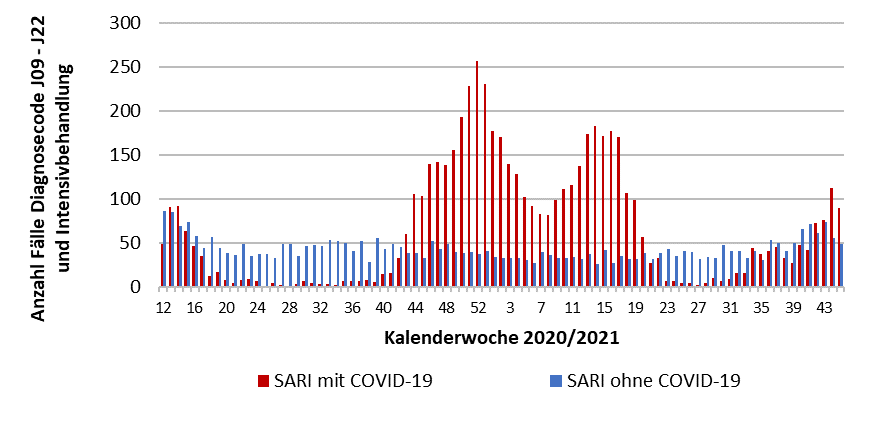 Anzahl Fälle Diagnosecode J09 - J22
und Intensivbehandlung
300
250
200
150
100
50
0
12 16 20 24 28 32 36 40 44 48 52 3 7 11 15 19 23 27 31 35 39 43
Kalenderwoche 2020/2021
SARI mit COVID-19 SARI ohne COVID-19